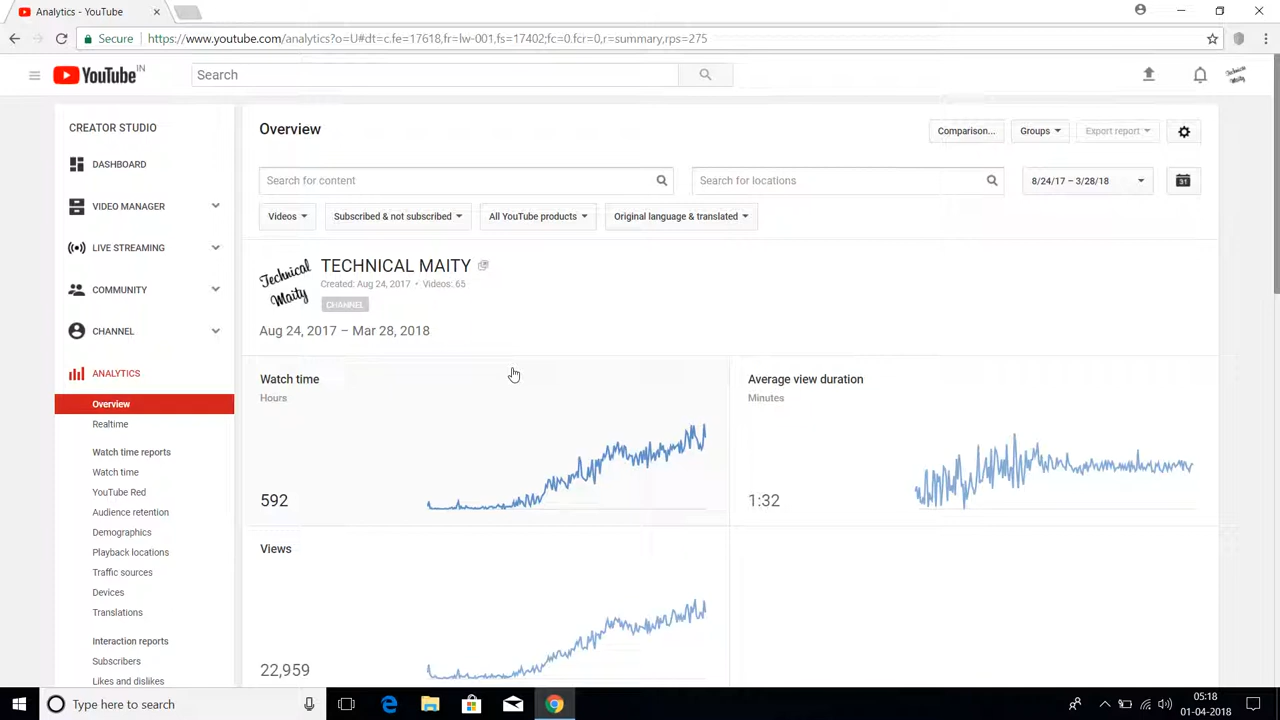 Analytics - YouTube
Secure https://www.youtube.com/analytics?o=U#dt=c.fe=17618,fr=lw-001,fs=17402;fc=0.fcr=0,r=summary,rps=275
YouTube IN
Search
Technical Maity
CREATOR STUDIO
DASHBOARD
VIDEO MANAGER
LIVE STREAMING
COMMUNITY
CHANNEL
ANALYTICS
Overview
Realtime
Watch time reports
Watch time
YouTube Red
Audience retention
Demographics
Playback locations
Traffic sources
Devices
Translations
Interaction reports
Subscribers
Likes and dislikes
Overview
Comparison... Groups Export report
Search for content Search for locations 8/24/17 – 3/28/18 31
Videos Subscribed & not subscribed All YouTube products Original language & translated
Technical Maity
TECHNICAL MAITY
Created: Aug 24, 2017 • Videos: 65
CHANNEL
Aug 24, 2017 – Mar 28, 2018
Watch time
Hours
592
Average view duration
Minutes
1:32
Views
22,959
Type here to search
05:18
01-04-2018